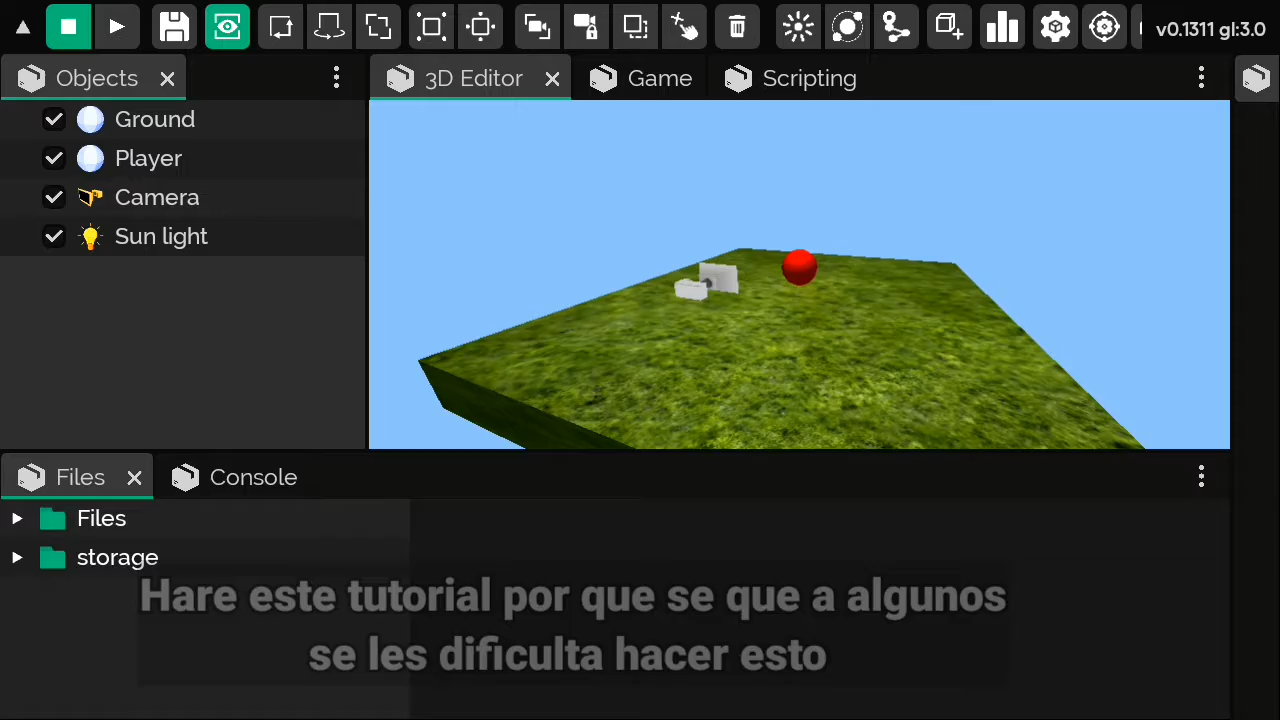 v0.1311 gl:3.0
Objects
3D Editor
Game
Scripting
Ground
Player
Camera
Sun light
Files
Console
Files
storage
Hare este tutorial por que se que a algunos
se les dificulta hacer esto